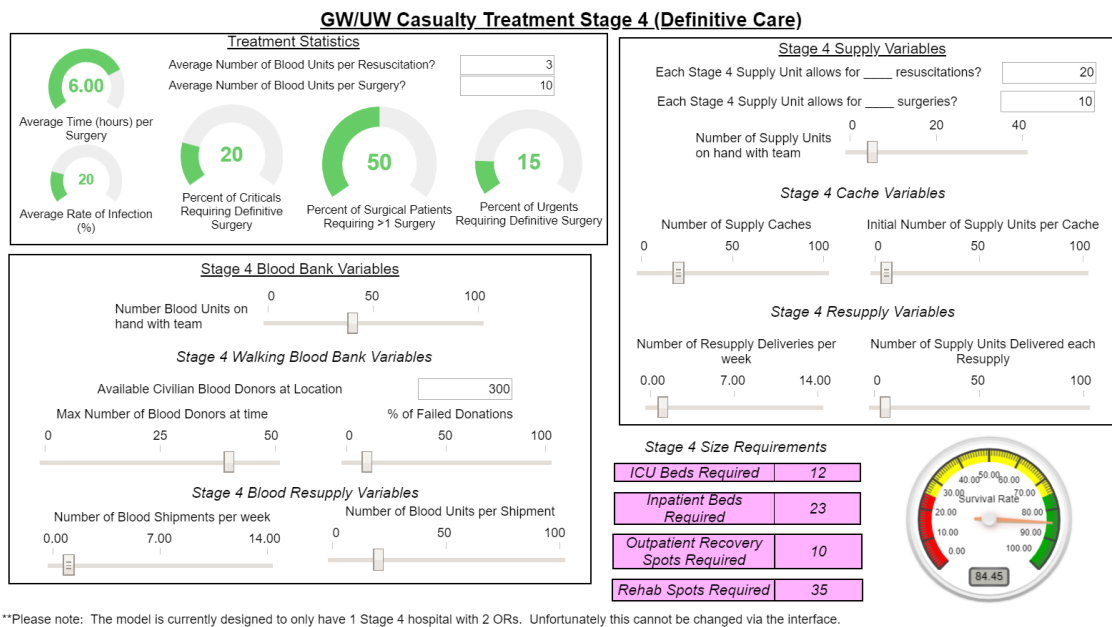 GW/UW Casualty Treatment Stage 4 (Definitive Care)
Treatment Statistics
6.00
Average Time (hours) per
Surgery
20
Average Rate of Infection
(%)
Average Number of Blood Units per Resuscitation?
3
Average Number of Blood Units per Surgery?
10
20
Percent of Criticals
Requiring Definitive
Surgery
50
Percent of Surgical Patients
Requiring >1 Surgery
15
Percent of Urgents
Requiring Definitive Surgery
Stage 4 Blood Bank Variables
Number Blood Units on
hand with team
0 50 100
Stage 4 Walking Blood Bank Variables
Available Civilian Blood Donors at Location
300
Max Number of Blood Donors at time
0 25 50
% of Failed Donations
0 50 100
Stage 4 Blood Resupply Variables
Number of Blood Shipments per week
0.00 7.00 14.00
Number of Blood Units per Shipment
0 50 100
Stage 4 Supply Variables
Each Stage 4 Supply Unit allows for ____ resuscitations?
20
Each Stage 4 Supply Unit allows for ____ surgeries?
10
Number of Supply Units
on hand with team
0 20 40
Stage 4 Cache Variables
Number of Supply Caches
0 50 100
Initial Number of Supply Units per Cache
0 50 100
Stage 4 Resupply Variables
Number of Resupply Deliveries per
week
0.00 7.00 14.00
Number of Supply Units Delivered each
Resupply
0 50 100
Stage 4 Size Requirements
ICU Beds Required 12
Inpatient Beds
Required
23
Outpatient Recovery
Spots Required
10
Rehab Spots Required 35
0.00
10.00
20.00
30.00
40.00
50.00
60.00
70.00
80.00
90.00
100.00
Survival Rate
84.45
**Please note: The model is currently designed to only have 1 Stage 4 hospital with 2 ORs. Unfortunately this cannot be changed via the interface.